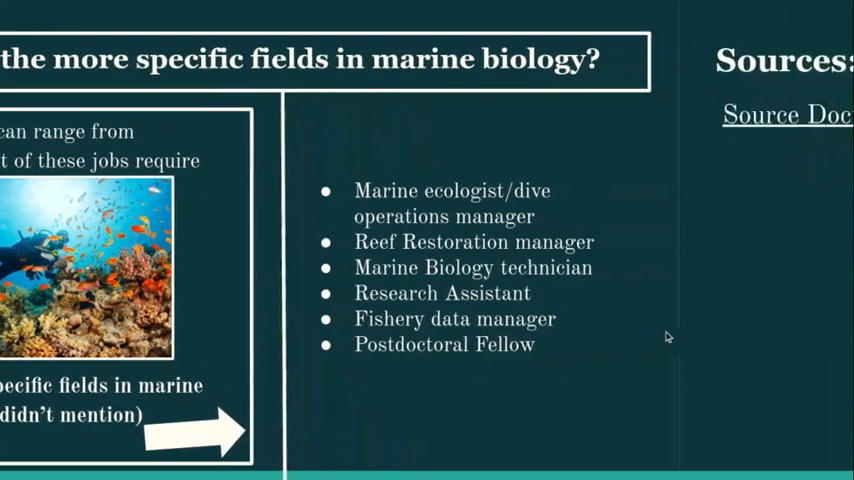 the more specific fields in marine biology?
can range from
t of these jobs require
pecific fields in marine
didn't mention)
● Marine ecologist/dive
operations manager
● Reef Restoration manager
● Marine Biology technician
● Research Assistant
● Fishery data manager
● Postdoctoral Fellow
Sources:
Source Doc